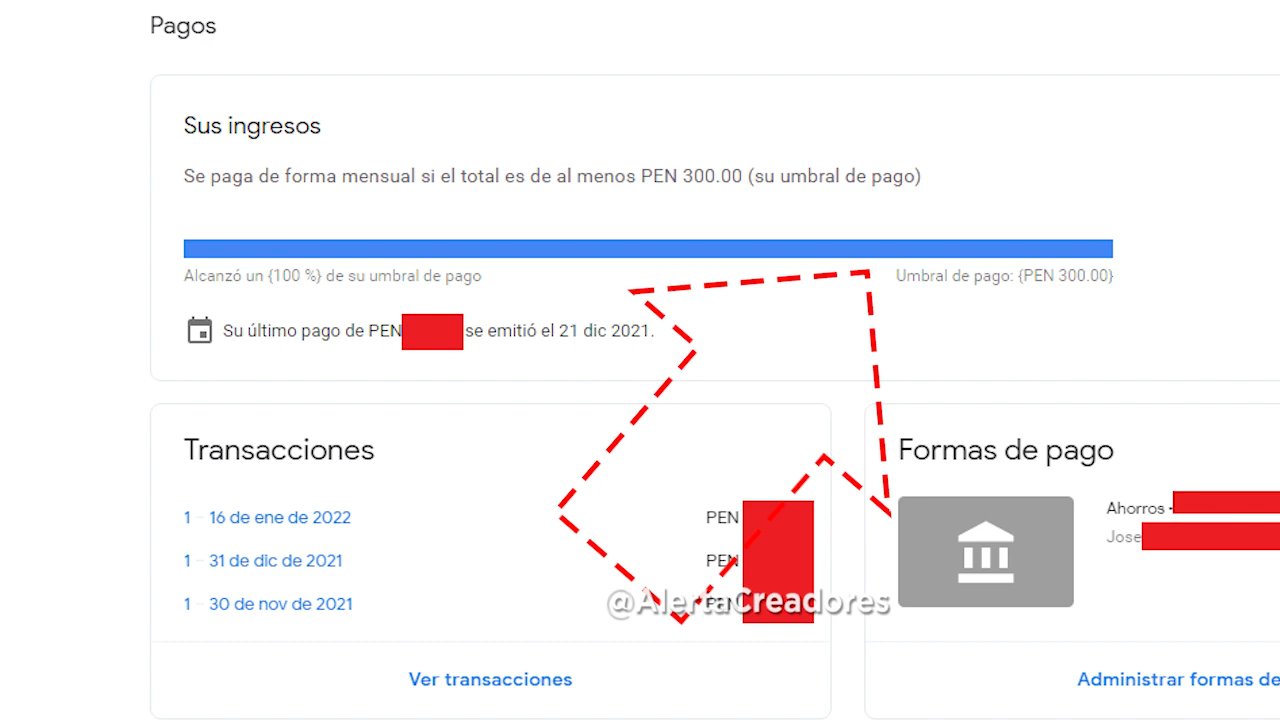 Pagos
Sus ingresos
Se paga de forma mensual si el total es de al menos PEN 300.00 (su umbral de pago)
Alcanzó un {100 %} de su umbral de pago
Umbral de pago: {PEN 300.00}
Su último pago de PEN se emitió el 21 dic 2021.
Transacciones
1 – 16 de ene de 2022 PEN
1 – 31 de dic de 2021 PEN
1 – 30 de nov de 2021 PEN
@AlertaCreadores
Ver transacciones
Formas de pago
Ahorros •
Jose
Administrar formas de